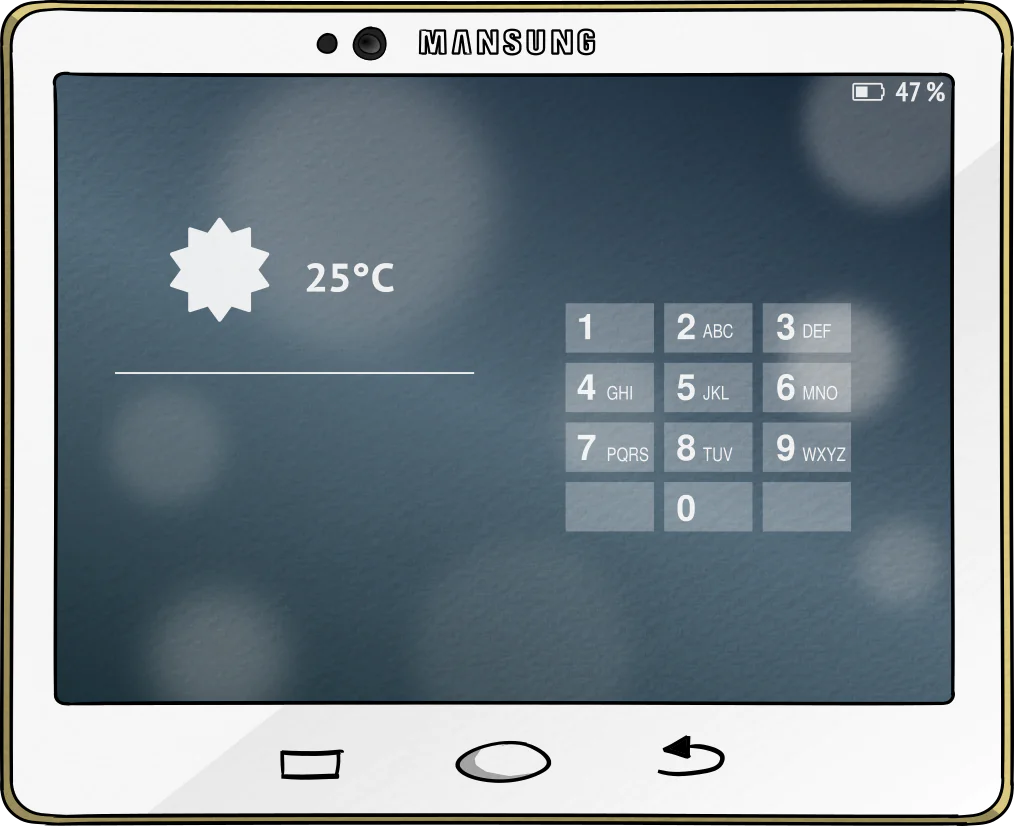 MANSUNG
47 %
25°C
1 2 ABC 3 DEF
4 GHI 5 JKL 6 MNO
7 PQRS 8 TUV 9 WXYZ
0